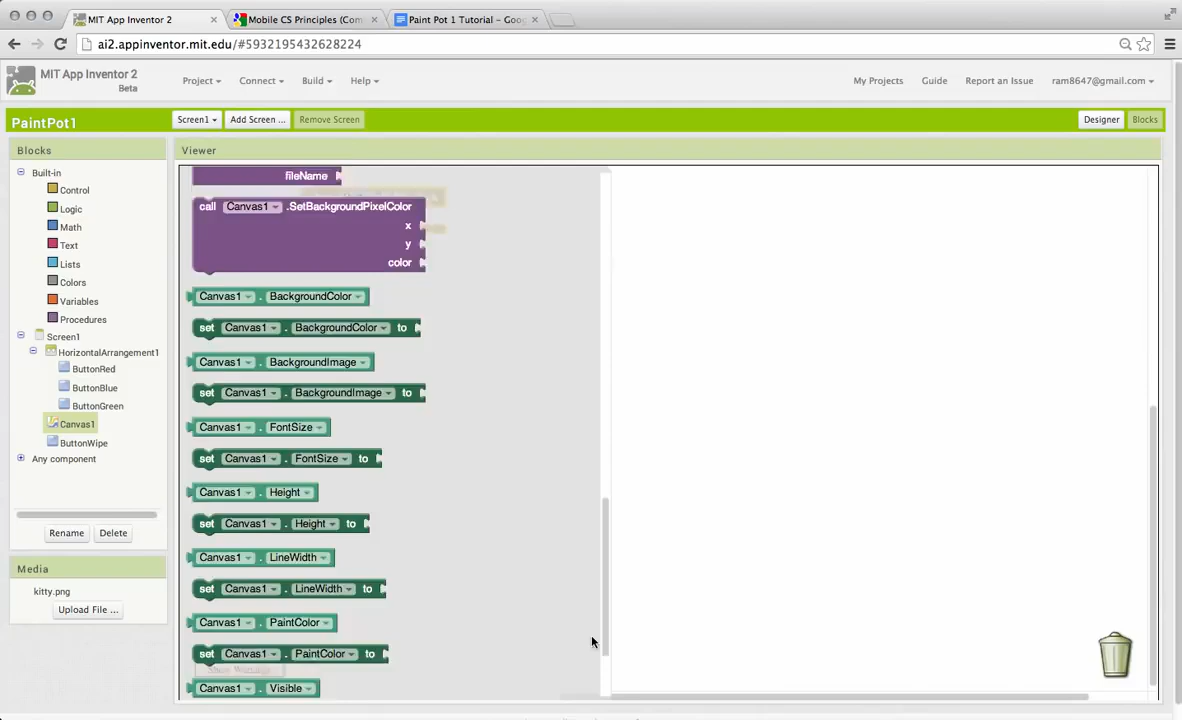 MIT App Inventor 2
Mobile CS Principles (Com
Paint Pot 1 Tutorial - Goog
ai2.appinventor.mit.edu/#5932195432628224
MIT App Inventor 2
Beta
Project
Connect
Build
Help
My Projects
Guide
Report an Issue
ram8647@gmail.com
PaintPot1
Screen1
Add Screen ...
Remove Screen
Designer
Blocks
Blocks
Viewer
Built-in
Control
Logic
Math
Text
Lists
Colors
Variables
Procedures
Screen1
HorizontalArrangement1
ButtonRed
ButtonBlue
ButtonGreen
Canvas1
ButtonWipe
Any component
Rename
Delete
Media
kitty.png
Upload File ...
fileName
call Canvas1 .SetBackgroundPixelColor
x
y
color
Canvas1 . BackgroundColor
set Canvas1 . BackgroundColor to
Canvas1 . BackgroundImage
set Canvas1 . BackgroundImage to
Canvas1 . FontSize
set Canvas1 . FontSize to
Canvas1 . Height
set Canvas1 . Height to
Canvas1 . LineWidth
set Canvas1 . LineWidth to
Canvas1 . PaintColor
set Canvas1 . PaintColor to
Canvas1 . Visible